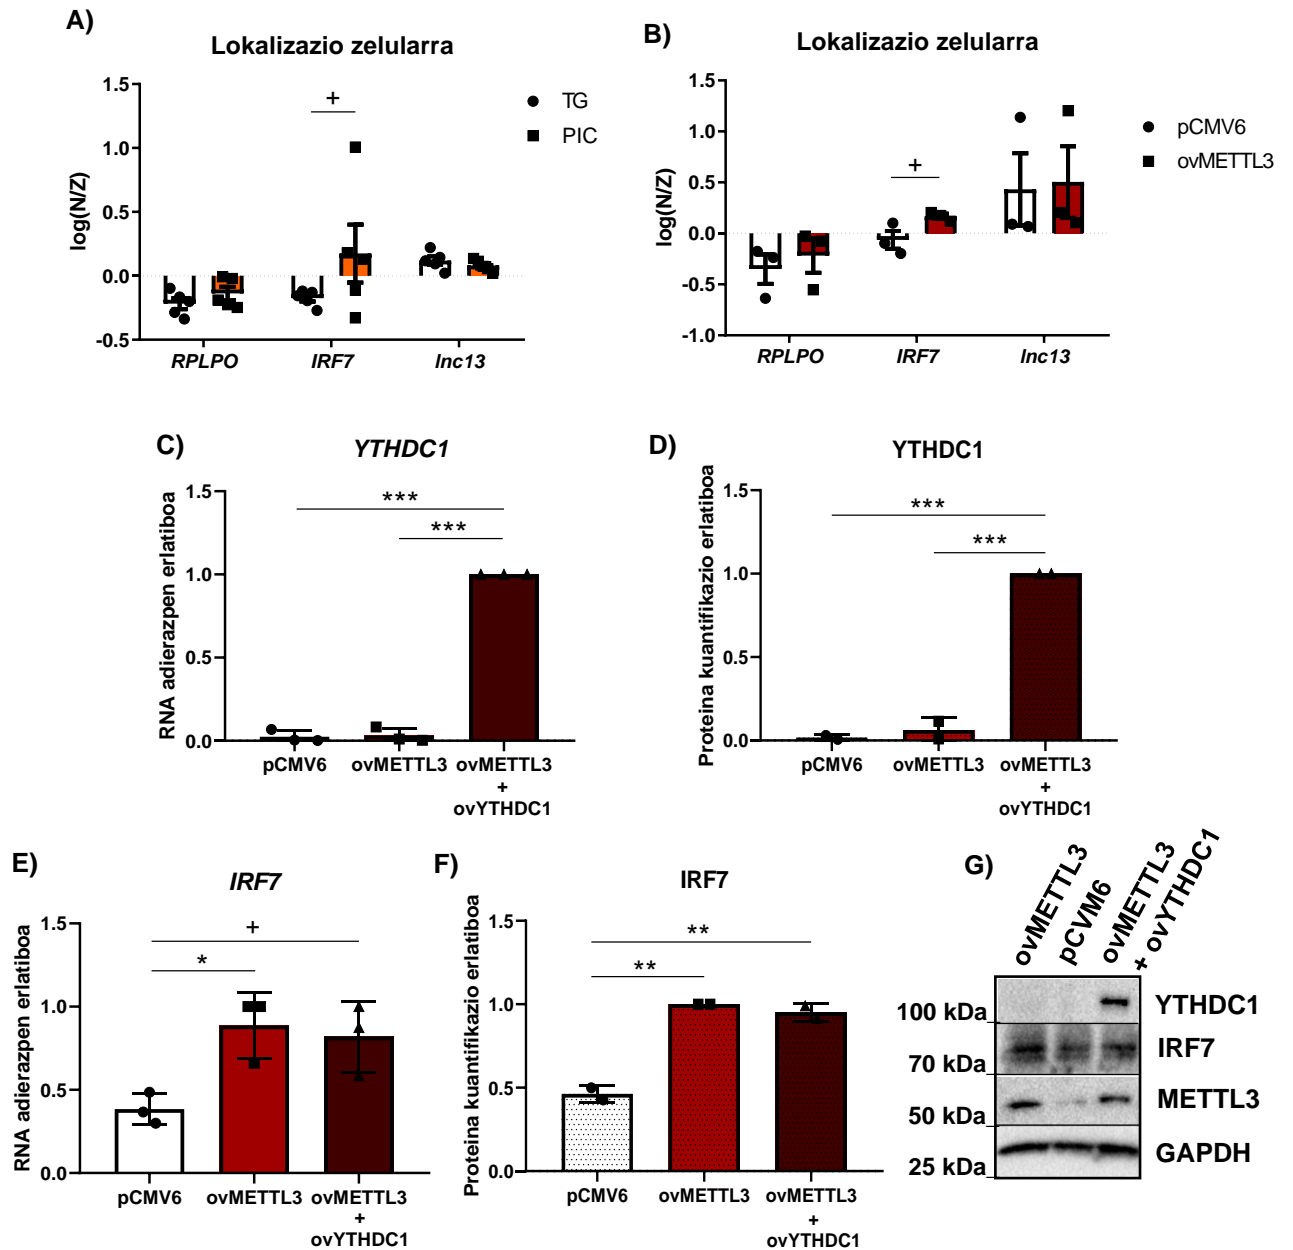 A)
Lokalizazio zelularra
log(N/Z)
1.5
1.0
0.5
0.0
-0.5
+
RPLPO
IRF7
lnc13
TG
PIC
B)
Lokalizazio zelularra
log(N/Z)
1.5
1.0
0.5
0.0
-0.5
-1.0
+
RPLPO
IRF7
lnc13
pCMV6
ovMETTL3
C)
YTHDC1
RNA adierazpen erlatiboa
1.5
1.0
0.5
0.0
***
***
pCMV6
ovMETTL3
ovMETTL3
+
ovYTHDC1
D)
YTHDC1
Proteina kuantifikazio erlatiboa
1.5
1.0
0.5
0.0
***
***
pCMV6
ovMETTL3
ovMETTL3
+
ovYTHDC1
E)
IRF7
RNA adierazpen erlatiboa
1.5
1.0
0.5
0.0
+
*
pCMV6
ovMETTL3
ovMETTL3
+
ovYTHDC1
F)
IRF7
Proteina kuantifikazio erlatiboa
1.5
1.0
0.5
0.0
**
**
pCMV6
ovMETTL3
ovMETTL3
+
ovYTHDC1
G)
ovMETTL3
pCVM6
ovMETTL3
+ ovYTHDC1
100 kDa
YTHDC1
70 kDa
IRF7
50 kDa
METTL3
25 kDa
GAPDH